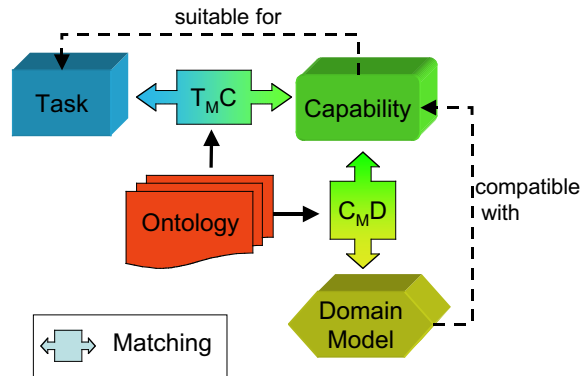 suitable for
Task
TMC
Capability
compatible
with
Ontology
CMD
Domain
Model
Matching